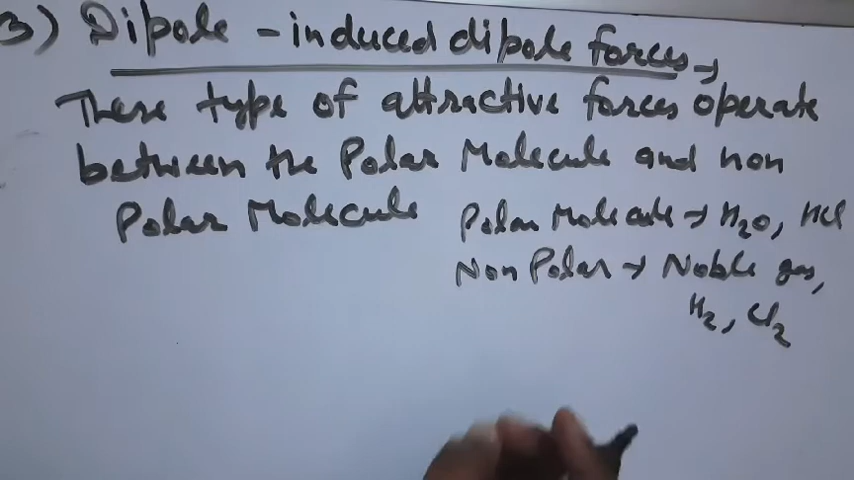 3) Dipole - induced dipole forces →
These type of attractive forces operate
between the Polar Molecule and non
Polar Molecule
Polar Molecule → H₂O, HCl
Non Polar → Noble gas,
H₂, Cl₂